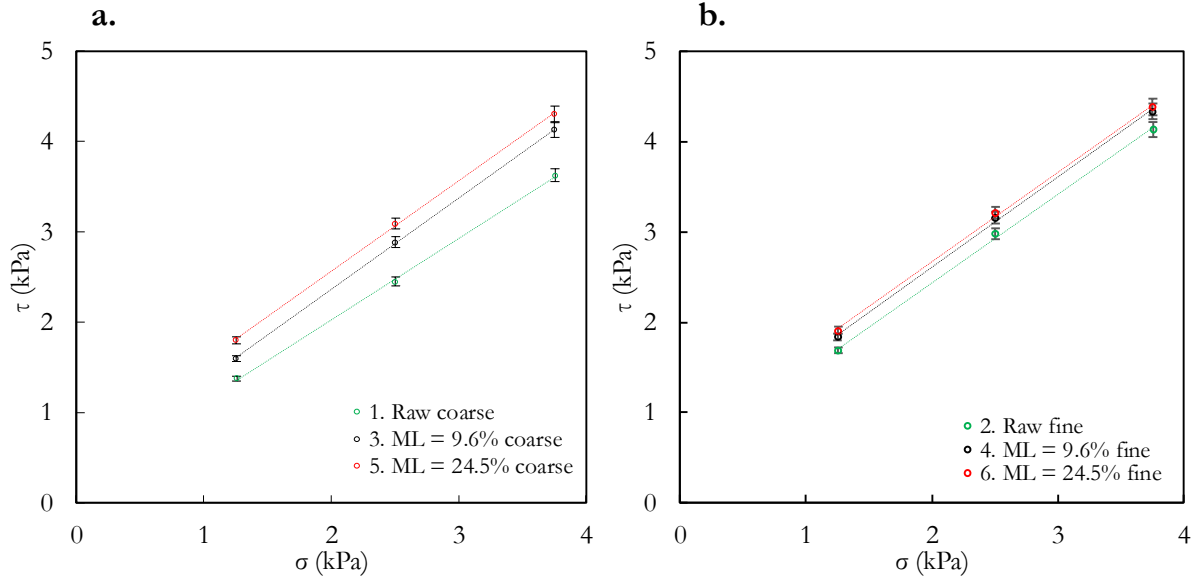 a.
5
4
3
2
1
0
τ (kPa)
1. Raw coarse
3. ML = 9.6% coarse
5. ML = 24.5% coarse
0 1 2 3 4
σ (kPa)
b.
5
4
3
2
1
0
τ (kPa)
2. Raw fine
4. ML = 9.6% fine
6. ML = 24.5% fine
0 1 2 3 4
σ (kPa)